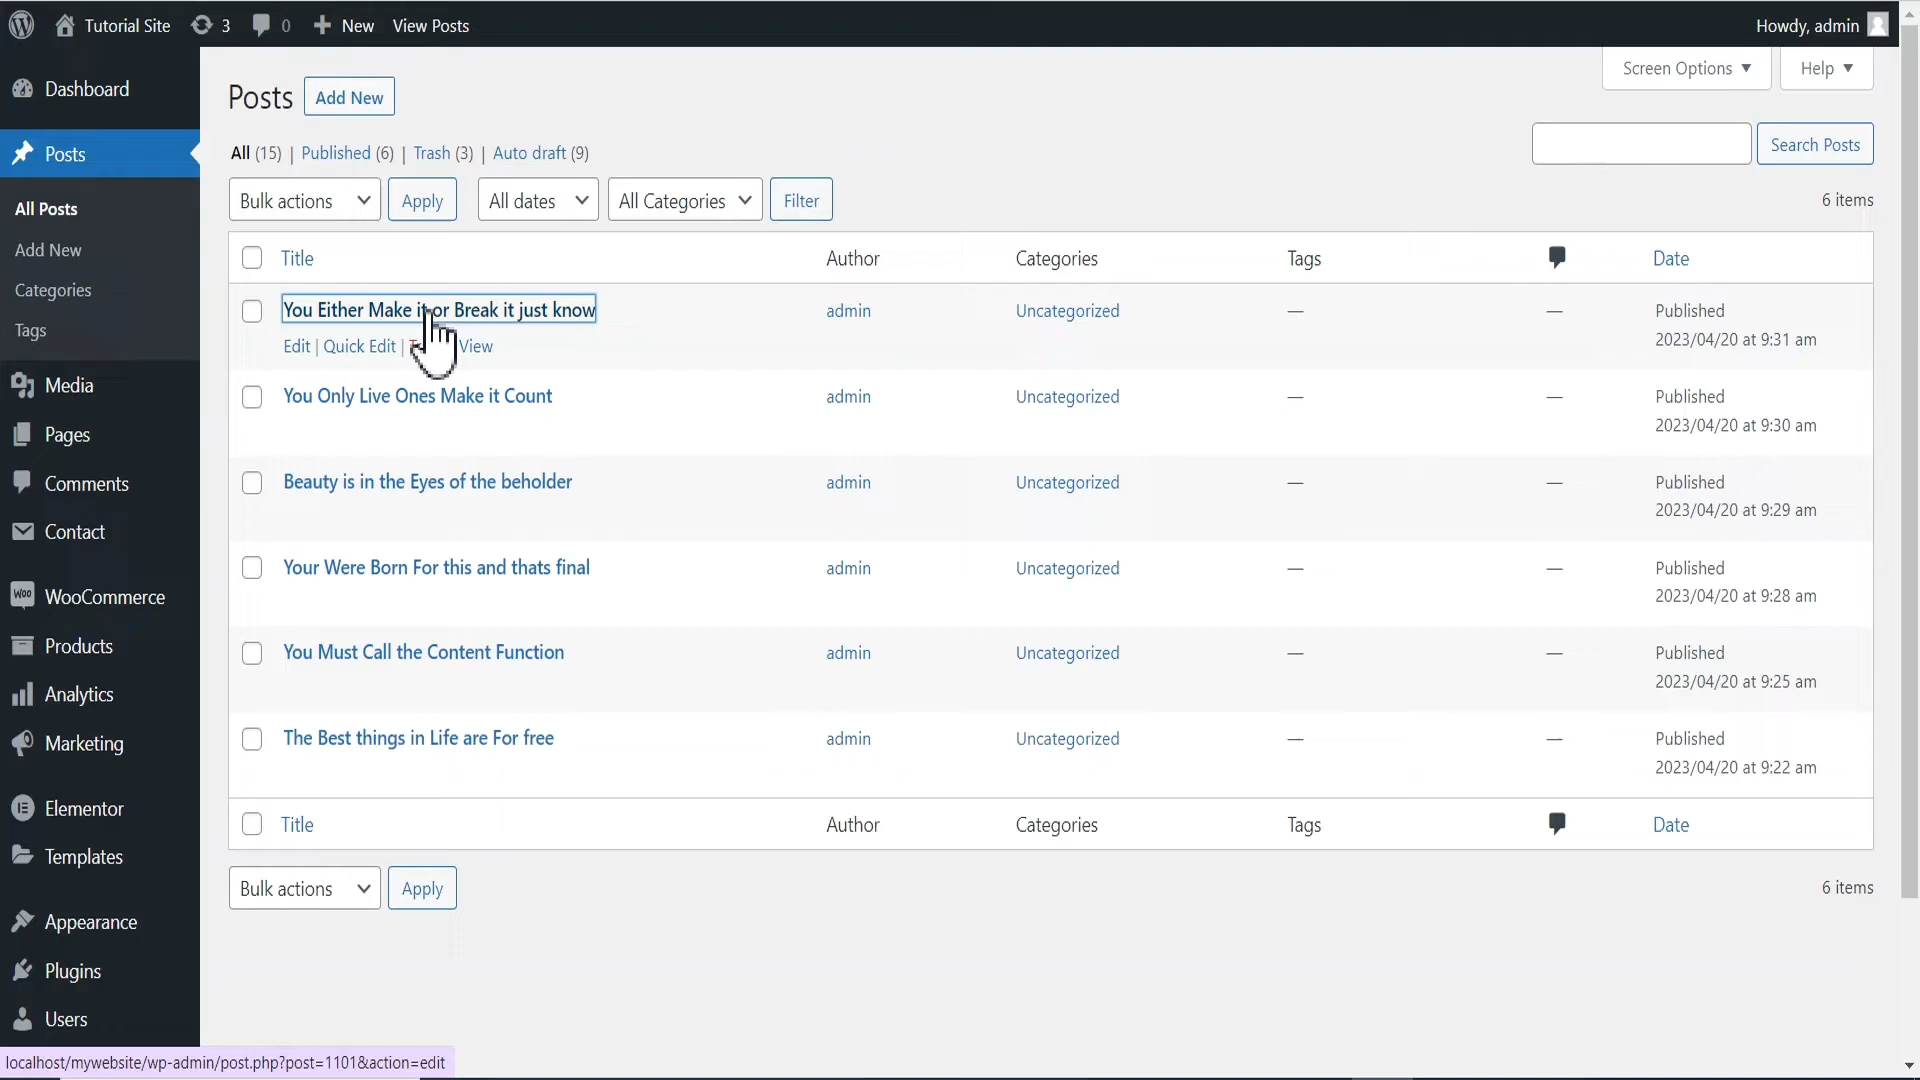 Tutorial Site 3 0 New View Posts Howdy, admin
Screen Options Help
Dashboard
Posts
All Posts
Add New
Categories
Tags
Media
Pages
Comments
Contact
Woo WooCommerce
Products
Analytics
Marketing
Elementor
Templates
Appearance
Plugins
Users
Posts Add New
All (15) | Published (6) | Trash (3) | Auto draft (9)
Search Posts
Bulk actions Apply All dates All Categories Filter 6 items
Title Author Categories Tags Date
You Either Make it or Break it just know admin Uncategorized — — Published
2023/04/20 at 9:31 am
Edit | Quick Edit | View
You Only Live Ones Make it Count admin Uncategorized — — Published
2023/04/20 at 9:30 am
Beauty is in the Eyes of the beholder admin Uncategorized — — Published
2023/04/20 at 9:29 am
Your Were Born For this and thats final admin Uncategorized — — Published
2023/04/20 at 9:28 am
You Must Call the Content Function admin Uncategorized — — Published
2023/04/20 at 9:25 am
The Best things in Life are For free admin Uncategorized — — Published
2023/04/20 at 9:22 am
Title Author Categories Tags Date
Bulk actions Apply 6 items
localhost/mywebsite/wp-admin/post.php?post=1101&action=edit